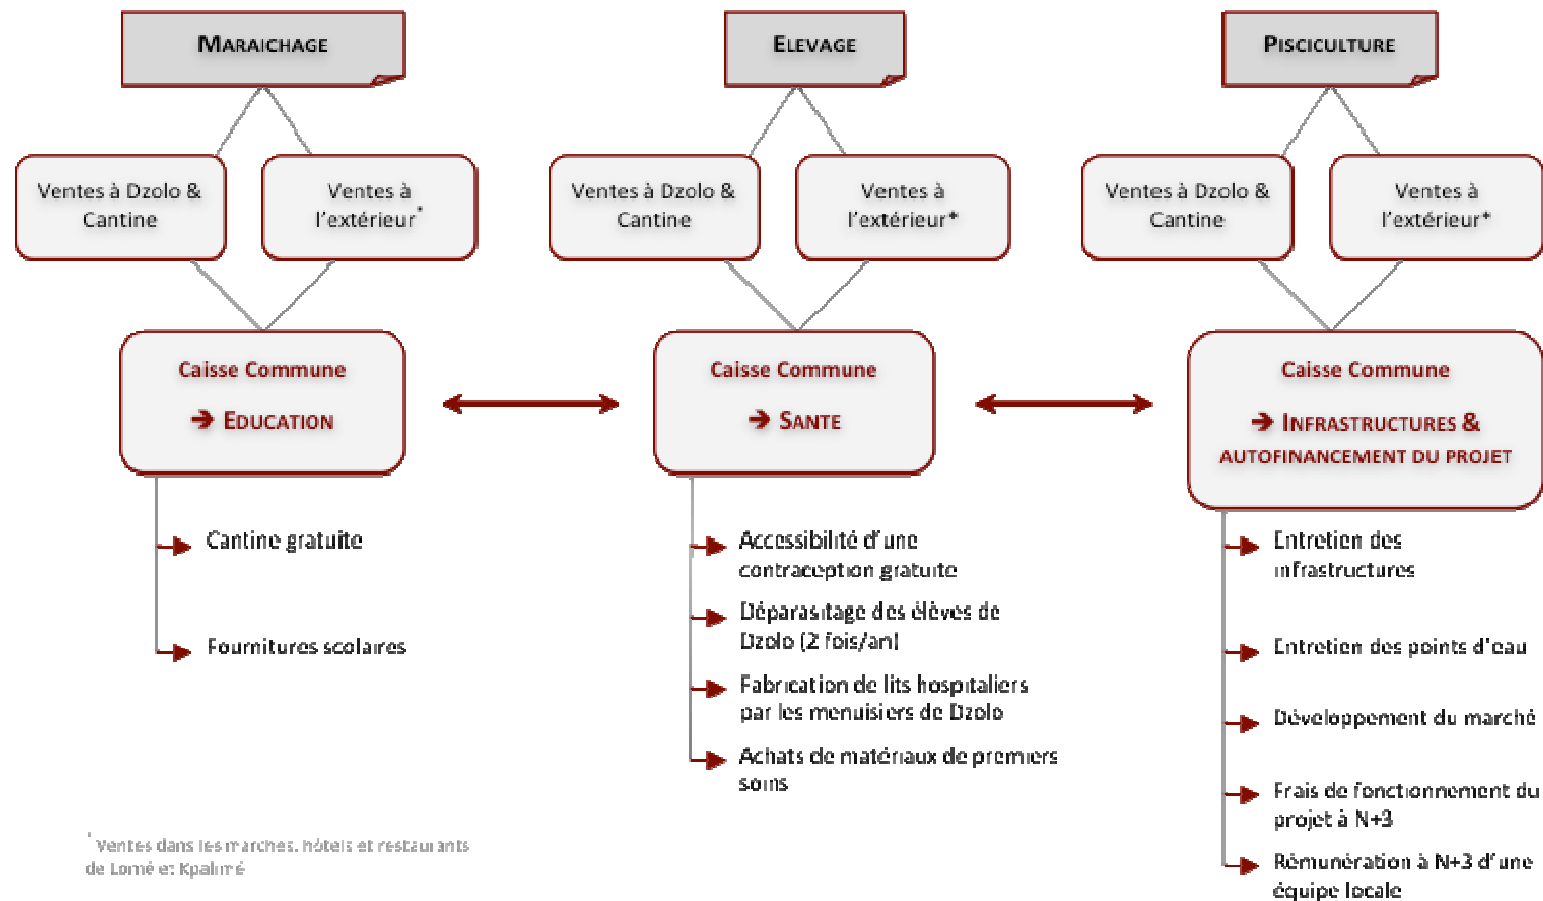 MARAICHAGE
Ventes à Dzolo &
Cantine
Ventes à
l'extérieur*
Caisse Commune
➔ EDUCATION
Cantine gratuite
Fournitures scolaires
ELEVAGE
Ventes à Dzolo &
Cantine
Ventes à
l'extérieur*
Caisse Commune
➔ SANTE
Accessibilité d'une
contraception gratuite
Déparasitage des élèves de
Dzolo (2 fois/an)
Fabrication de lits hospitaliers
par les menuisiers de Dzolo
Achats de matériaux de premiers
soins
PISCICULTURE
Ventes à Dzolo &
Cantine
Ventes à
l'extérieur*
Caisse Commune
➔ INFRASTRUCTURES &
AUTOFINANCEMENT DU PROJET
Entretien des
infrastructures
Entretien des points d'eau
Développement du marché
Frais de fonctionnement du
projet à N+3
Rémunération à N+3 d'une
équipe locale
* Ventes dans les marches, hôtels et restaurants
de Lomé et Kpalimé